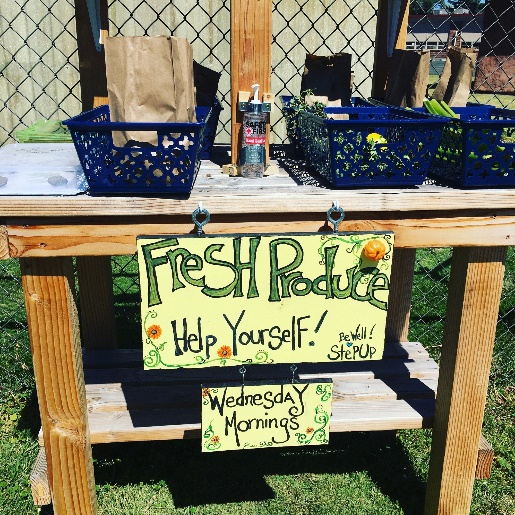 FreSH Produce
Help Yourself!
Be Well!
StePUP
Wednesday
Mornings